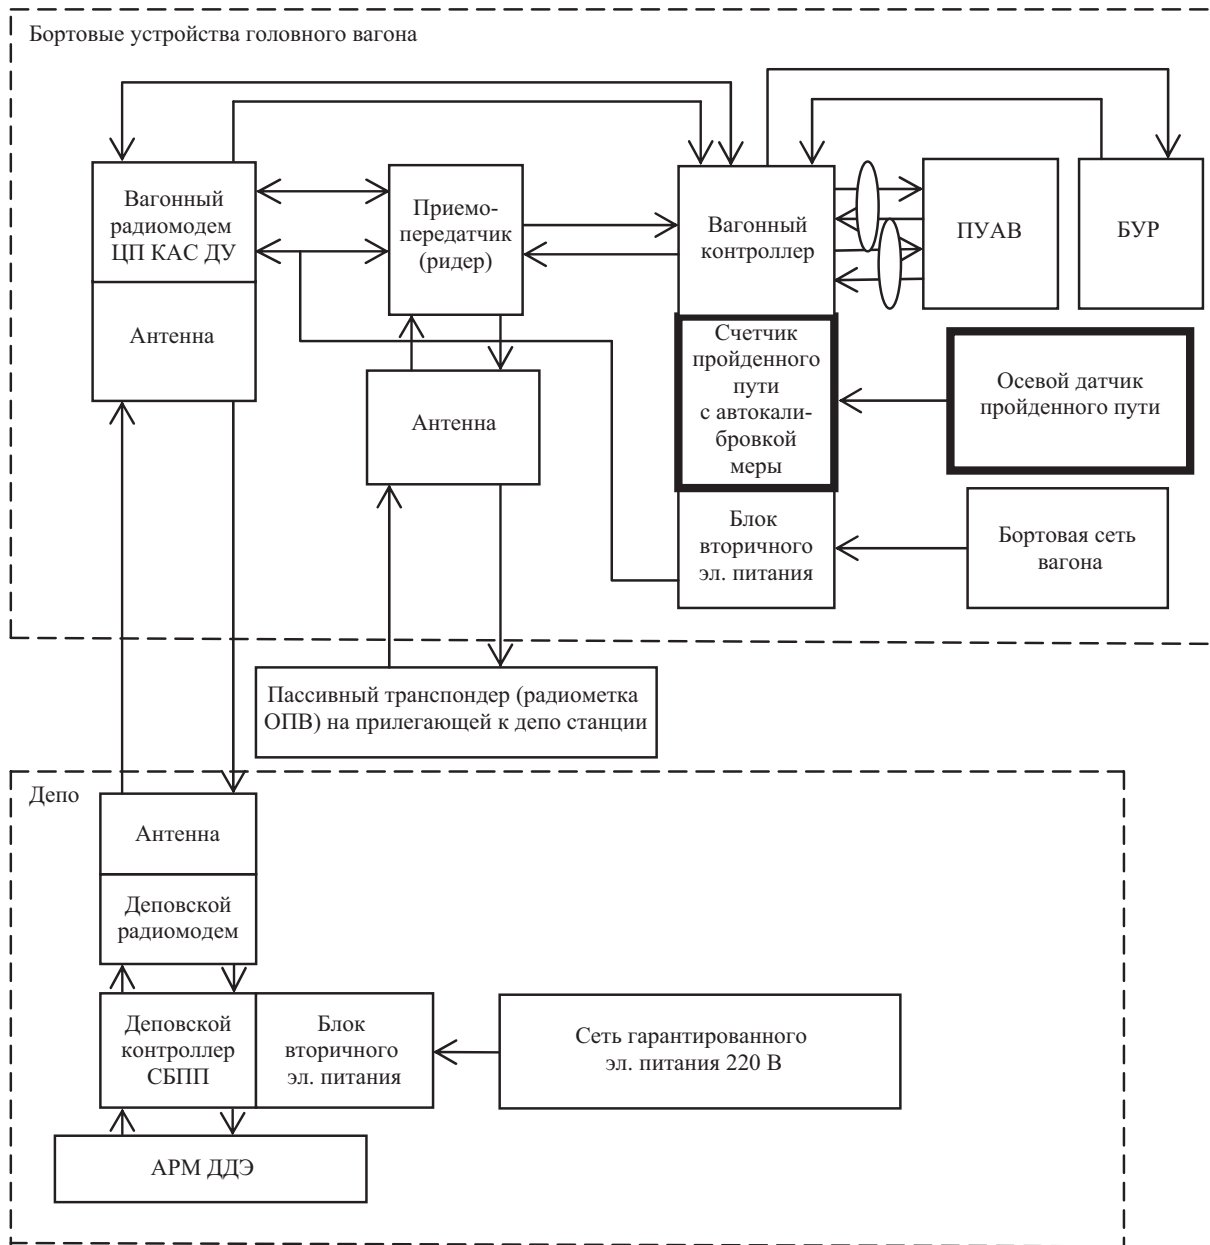 Бортовые устройства головного вагона
Вагонный
радиомодем
ЦП КАС ДУ
Антенна
Приемо-
передатчик
(ридер)
Антенна
Вагонный
контроллер
ПУАВ
БУР
Счетчик
пройденного
пути
с автокали-
бровкой
меры
Осевой датчик
пройденного пути
Блок
вторичного
эл. питания
Бортовая сеть
вагона
Пассивный транспондер (радиометка
ОПВ) на прилегающей к депо станции
Депо
Антенна
Деповской
радиомодем
Деповской
контроллер
СБПП
Блок
вторичного
эл. питания
Сеть гарантированного
эл. питания 220 В
АРМ ДДЭ